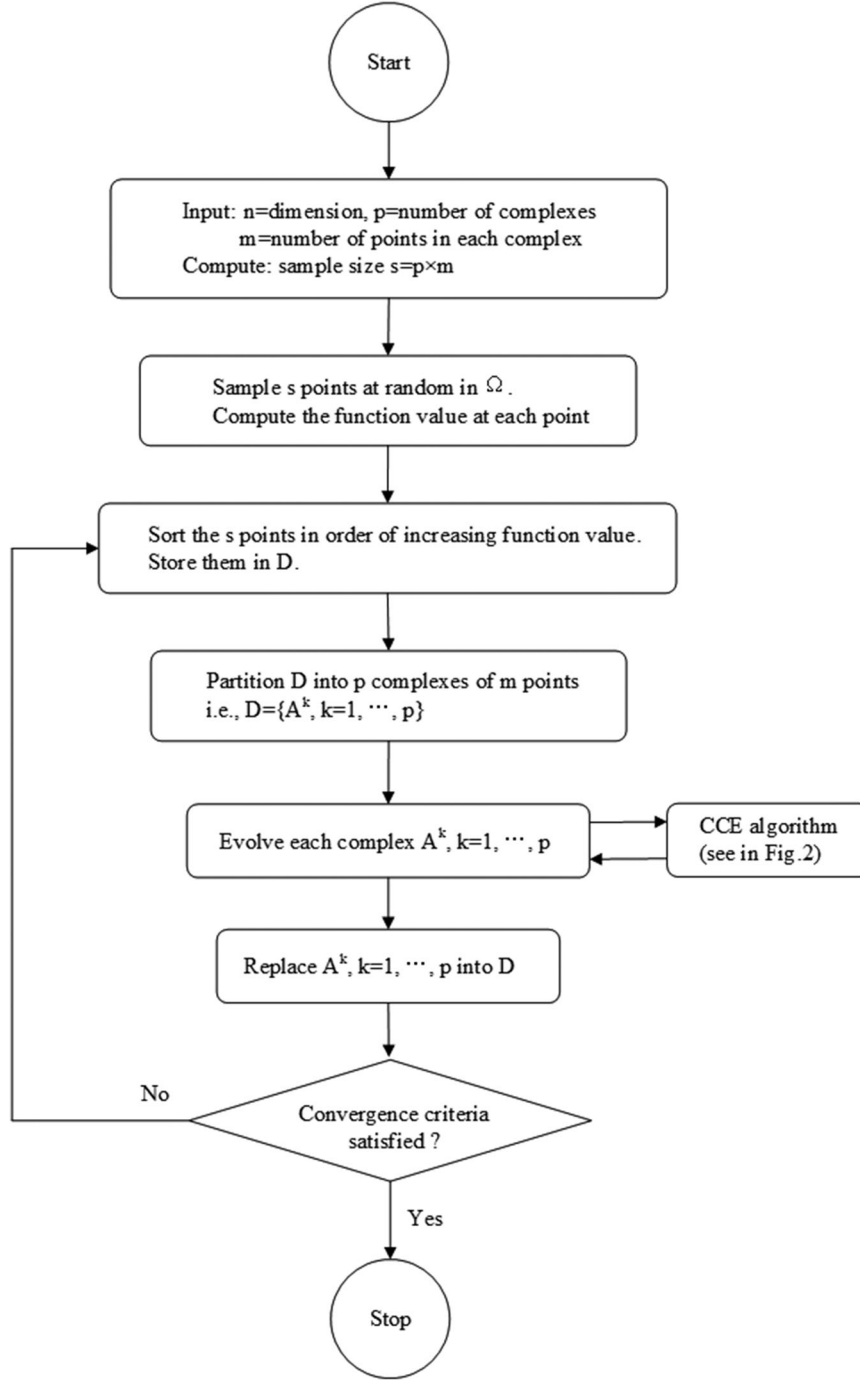 Start
Input: n=dimension, p=number of complexes
m=number of points in each complex
Compute: sample size s=p×m
Sample s points at random in Ω.
Compute the function value at each point
Sort the s points in order of increasing function value.
Store them in D.
Partition D into p complexes of m points
i.e., D={Aᵏ, k=1, ⋯, p}
Evolve each complex Aᵏ, k=1, ⋯, p
CCE algorithm
(see in Fig.2)
Replace Aᵏ, k=1, ⋯, p into D
No
Convergence criteria
satisfied ?
Yes
Stop